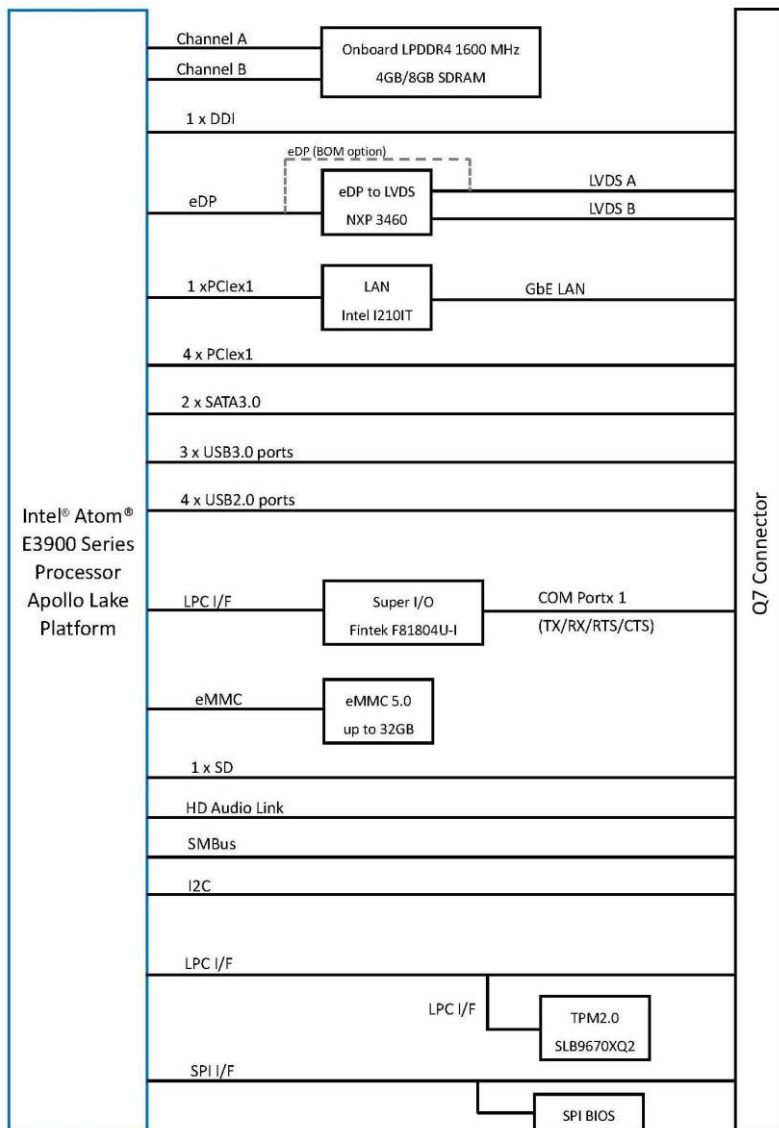 Channel A
Channel B
Onboard LPDDR4 1600 MHz
4GB/8GB SDRAM
1 x DDI
eDP (BOM option)
eDP
eDP to LVDS
NXP 3460
LVDS A
LVDS B
1 xPCIex1
LAN
Intel I210IT
GbE LAN
4 x PCIex1
2 x SATA3.0
3 x USB3.0 ports
4 x USB2.0 ports
Intel® Atom®
E3900 Series
Processor
Apollo Lake
Platform
Q7 Connector
LPC I/F
Super I/O
Fintek F81804U-I
COM Portx 1
(TX/RX/RTS/CTS)
eMMC
eMMC 5.0
up to 32GB
1 x SD
HD Audio Link
SMBus
I2C
LPC I/F
LPC I/F
TPM2.0
SLB9670XQ2
SPI I/F
SPI BIOS